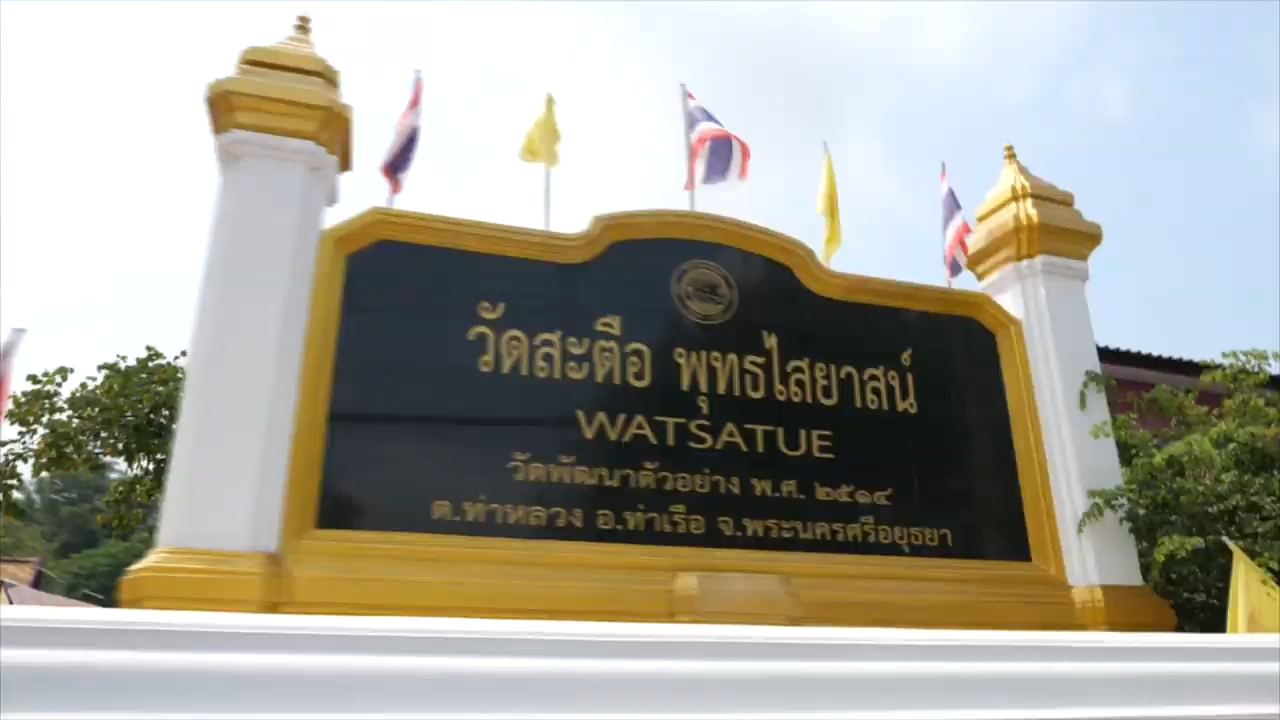 วัดสะตือ พุทธไสยาสน์
WATSATUE
วัดพัฒนาตัวอย่าง พ.ศ. ๒๕๑๔
ต.ท่าหลวง อ.ท่าเรือ จ.พระนครศรีอยุธยา